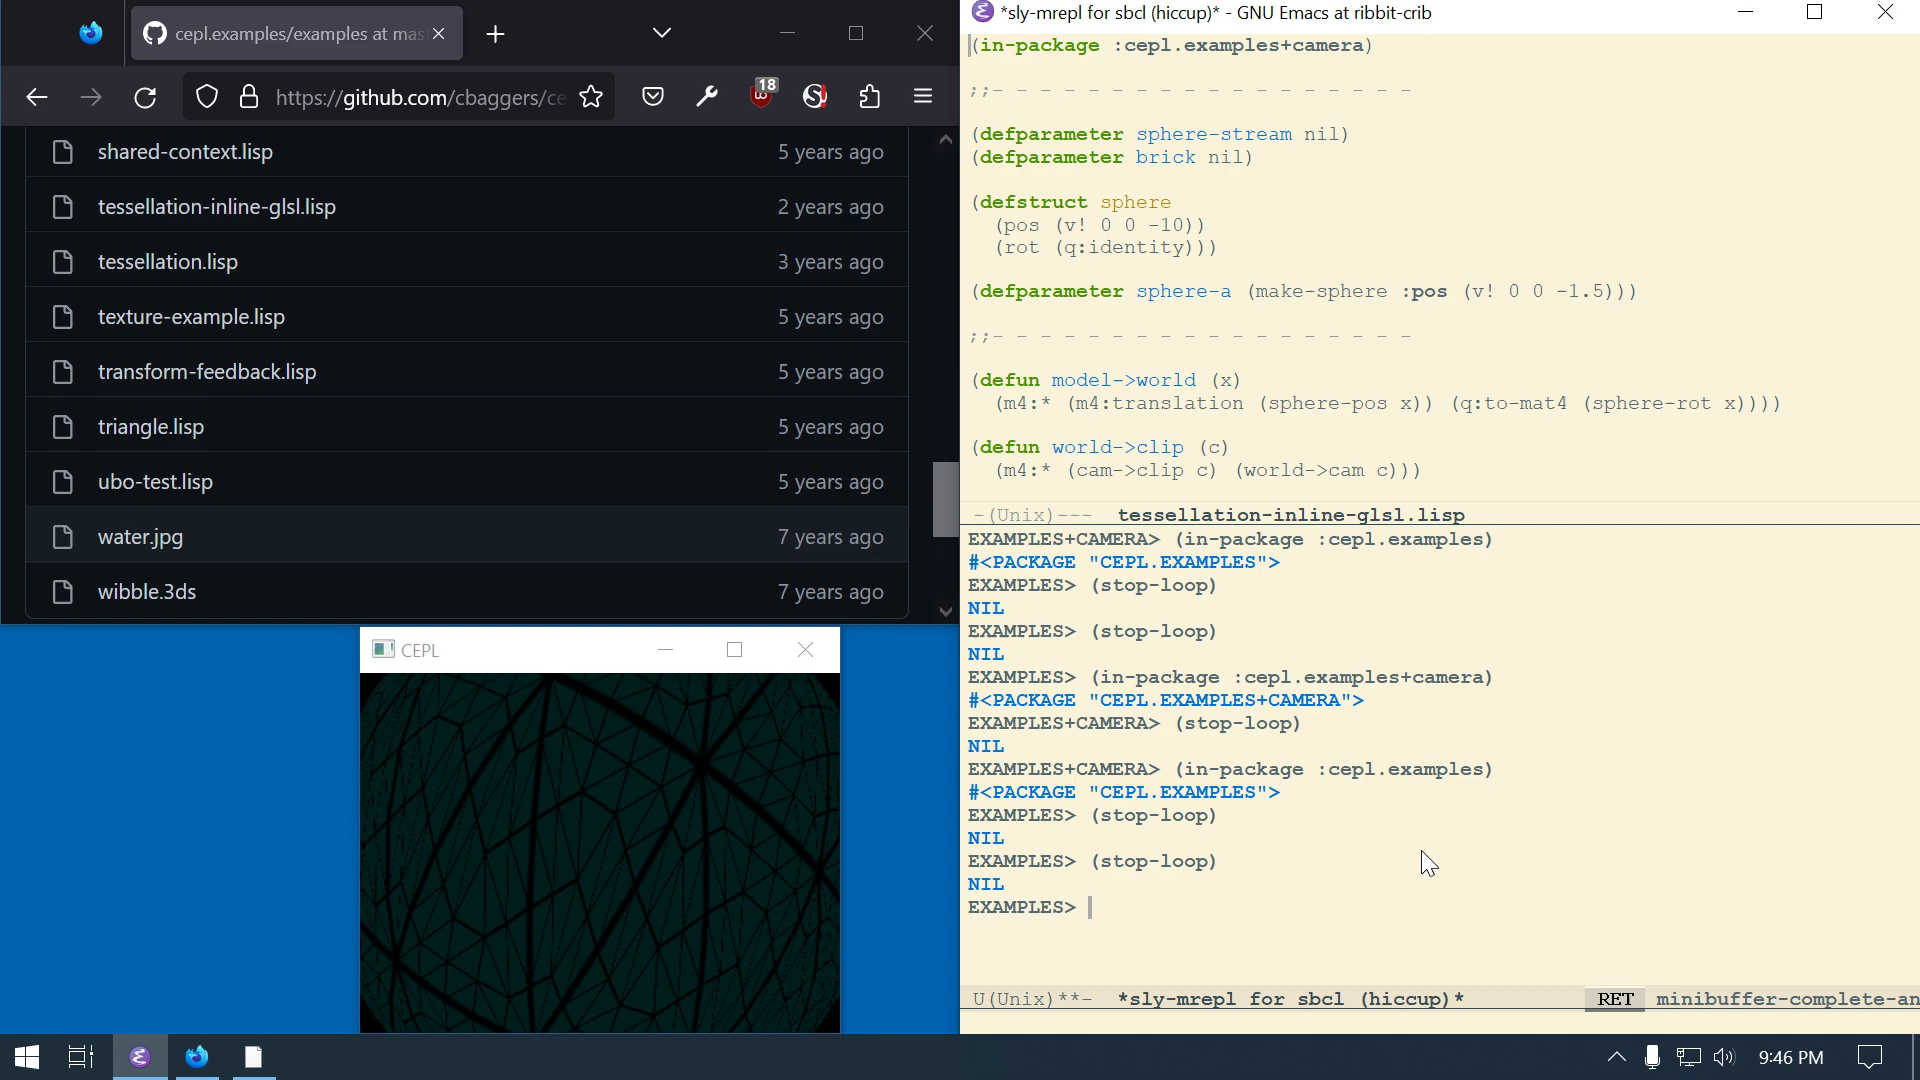 cepl.examples/examples at mas
18
https://github.com/cbaggers/ce
shared-context.lisp 5 years ago
tessellation-inline-glsl.lisp 2 years ago
tessellation.lisp 3 years ago
texture-example.lisp 5 years ago
transform-feedback.lisp 5 years ago
triangle.lisp 5 years ago
ubo-test.lisp 5 years ago
water.jpg 7 years ago
wibble.3ds 7 years ago
CEPL
*sly-mrepl for sbcl (hiccup)* - GNU Emacs at ribbit-crib
(in-package :cepl.examples+camera)
;;- - - - - - - - - - - - - - - - - -
(defparameter sphere-stream nil)
(defparameter brick nil)
(defstruct sphere
  (pos (v! 0 0 -10))
  (rot (q:identity)))
(defparameter sphere-a (make-sphere :pos (v! 0 0 -1.5)))
;;- - - - - - - - - - - - - - - - - -
(defun model->world (x)
  (m4:* (m4:translation (sphere-pos x)) (q:to-mat4 (sphere-rot x))))
(defun world->clip (c)
  (m4:* (cam->clip c) (world->cam c)))
-(Unix)---  tessellation-inline-glsl.lisp
EXAMPLES+CAMERA> (in-package :cepl.examples)
#<PACKAGE "CEPL.EXAMPLES">
EXAMPLES> (stop-loop)
NIL
EXAMPLES> (stop-loop)
NIL
EXAMPLES> (in-package :cepl.examples+camera)
#<PACKAGE "CEPL.EXAMPLES+CAMERA">
EXAMPLES+CAMERA> (stop-loop)
NIL
EXAMPLES+CAMERA> (in-package :cepl.examples)
#<PACKAGE "CEPL.EXAMPLES">
EXAMPLES> (stop-loop)
NIL
EXAMPLES> (stop-loop)
NIL
EXAMPLES>
U(Unix)**-  *sly-mrepl for sbcl (hiccup)* RET minibuffer-complete-an
9:46 PM